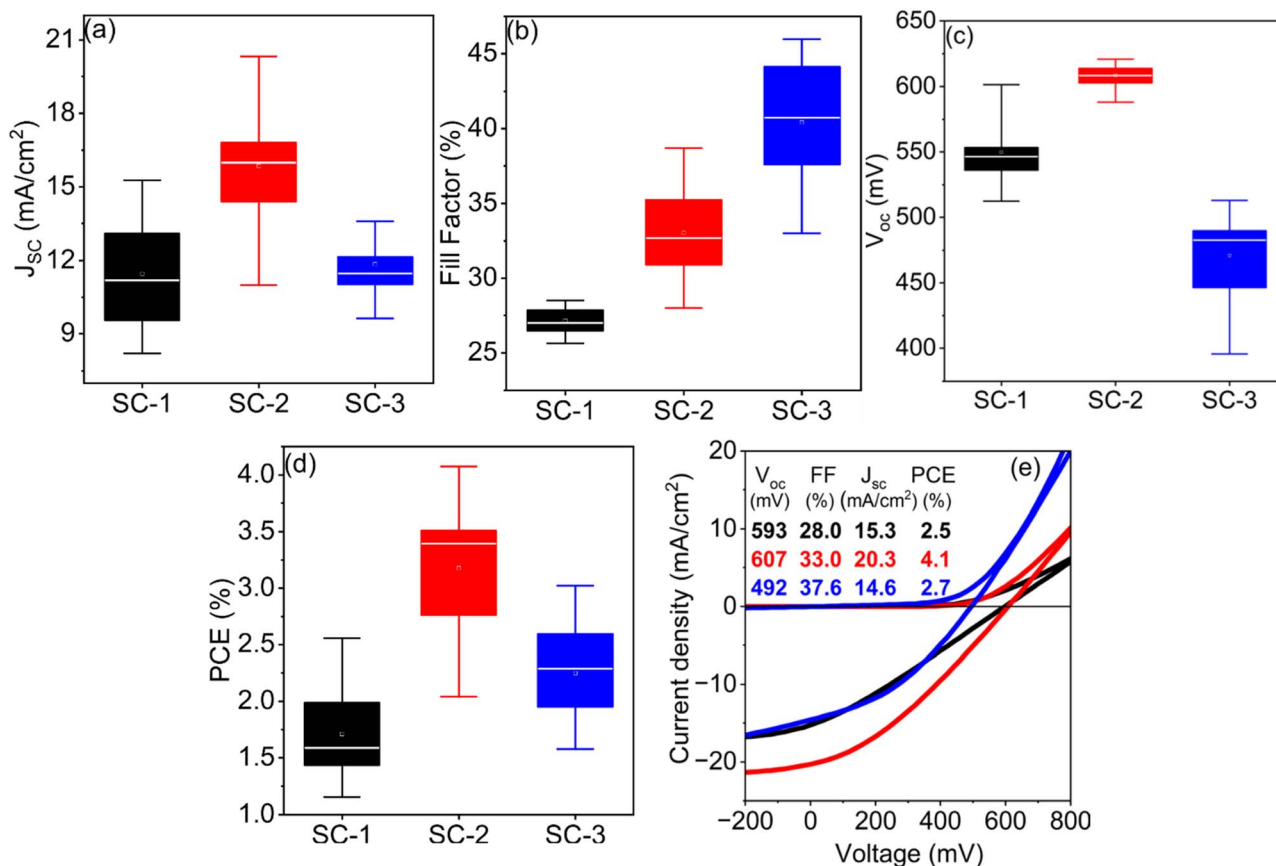 (a)
21
18
15
12
9
J_SC (mA/cm²)
SC-1 SC-2 SC-3
(b)
45
40
35
30
25
Fill Factor (%)
SC-1 SC-2 SC-3
(c)
650
600
550
500
450
400
V_oc (mV)
SC-1 SC-2 SC-3
(d)
4.0
3.5
3.0
2.5
2.0
1.5
1.0
PCE (%)
SC-1 SC-2 SC-3
(e)
20
10
0
−10
−20
Current density (mA/cm²)
V_oc FF J_sc PCE
(mV) (%) (mA/cm²) (%)
593 28.0 15.3 2.5
607 33.0 20.3 4.1
492 37.6 14.6 2.7
−200 0 200 400 600 800
Voltage (mV)